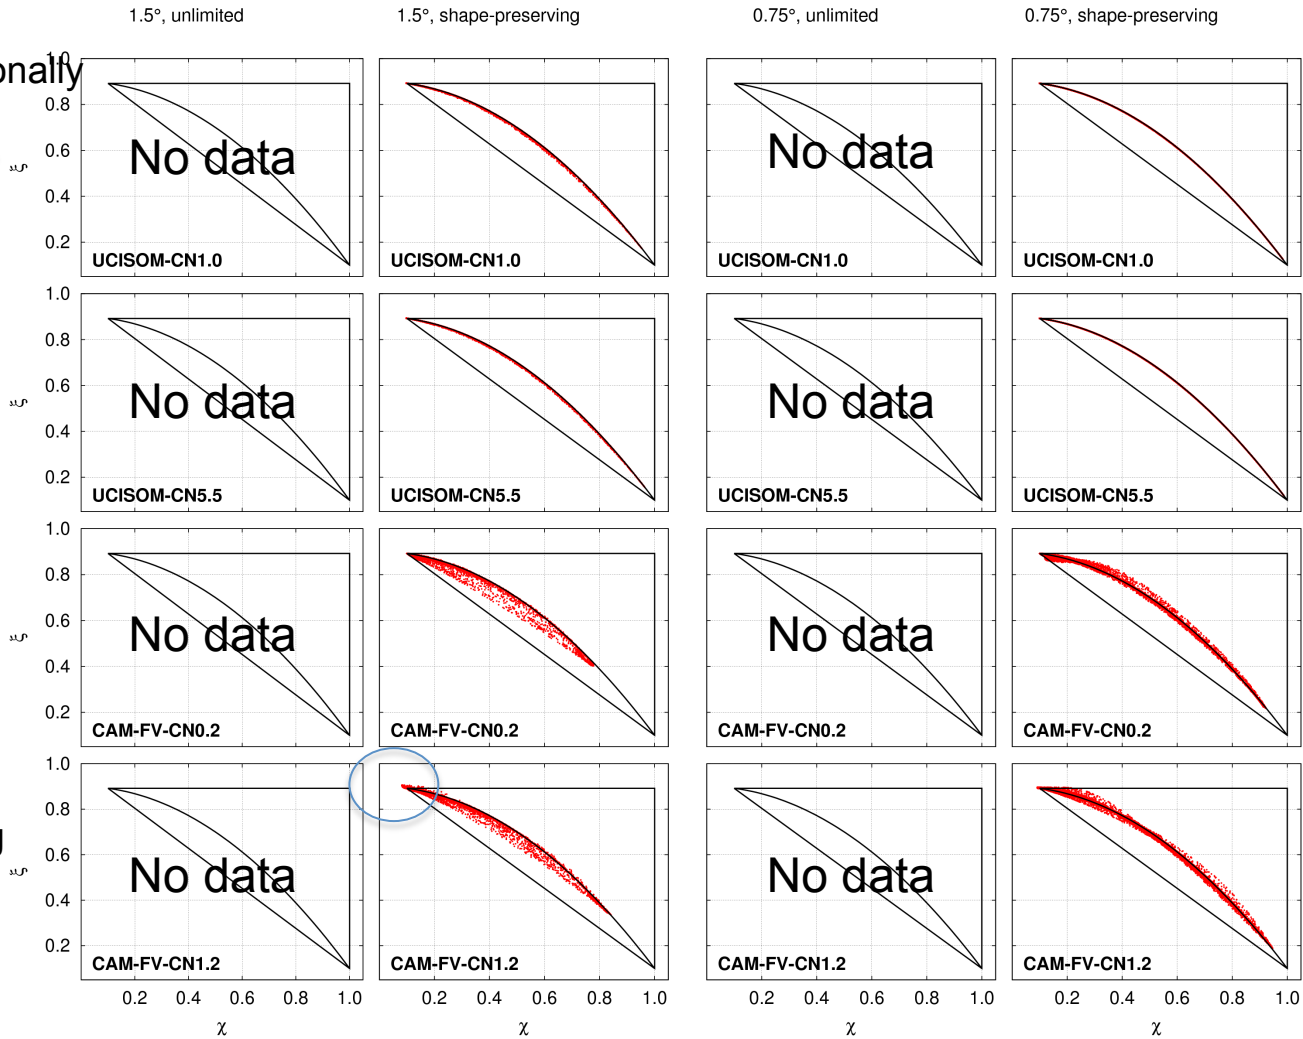 1.5°, unlimited 1.5°, shape-preserving 0.75°, unlimited 0.75°, shape-preserving
onally
1.0
0.8
0.6
0.4
0.2
ξ
No data No data
UCISOM-CN1.0 UCISOM-CN1.0 UCISOM-CN1.0 UCISOM-CN1.0
1.0
0.8
0.6
0.4
0.2
ξ
No data No data
UCISOM-CN5.5 UCISOM-CN5.5 UCISOM-CN5.5 UCISOM-CN5.5
1.0
0.8
0.6
0.4
0.2
ξ
No data No data
CAM-FV-CN0.2 CAM-FV-CN0.2 CAM-FV-CN0.2 CAM-FV-CN0.2
1.0
0.8
0.6
0.4
0.2
g
ξ
No data No data
CAM-FV-CN1.2 CAM-FV-CN1.2 CAM-FV-CN1.2 CAM-FV-CN1.2
0.2 0.4 0.6 0.8 1.0 0.2 0.4 0.6 0.8 1.0 0.2 0.4 0.6 0.8 1.0 0.2 0.4 0.6 0.8 1.0
χ χ χ χ